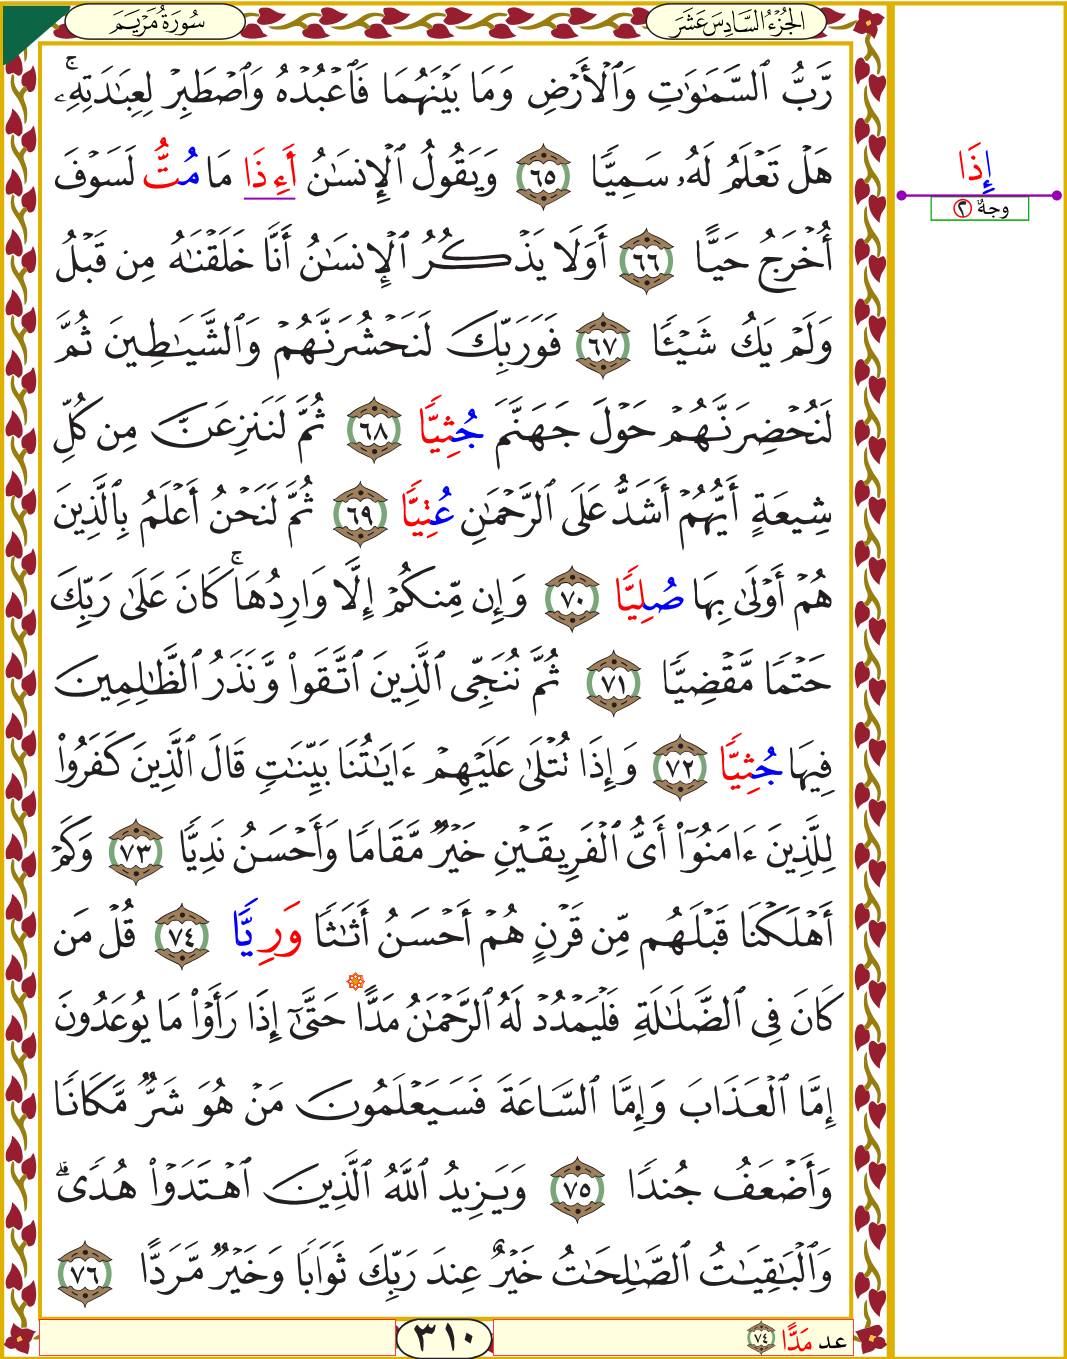 سُورَةُ مَرْيَمَ
الجُزْءُ السَّادِسَ عَشَرَ
رَّبُّ ٱلسَّمَٰوَٰتِ وَٱلْأَرْضِ وَمَا بَيْنَهُمَا فَٱعْبُدْهُ وَٱصْطَبِرْ لِعِبَٰدَتِهِۦۚ
هَلْ تَعْلَمُ لَهُۥ سَمِيًّا ٦٥ وَيَقُولُ ٱلْإِنسَٰنُ أَءِذَا مَا مُتُّ لَسَوْفَ
أُخْرَجُ حَيًّا ٦٦ أَوَلَا يَذْكُرُ ٱلْإِنسَٰنُ أَنَّا خَلَقْنَٰهُ مِن قَبْلُ
وَلَمْ يَكُ شَيْـًٔا ٦٧ فَوَرَبِّكَ لَنَحْشُرَنَّهُمْ وَٱلشَّيَٰطِينَ ثُمَّ
لَنُحْضِرَنَّهُمْ حَوْلَ جَهَنَّمَ جُثِيًّا ٦٨ ثُمَّ لَنَنزِعَنَّ مِن كُلِّ
شِيعَةٍ أَيُّهُمْ أَشَدُّ عَلَى ٱلرَّحْمَٰنِ عُتِيًّا ٦٩ ثُمَّ لَنَحْنُ أَعْلَمُ بِٱلَّذِينَ
هُمْ أَوْلَىٰ بِهَا صُلِيًّا ٧٠ وَإِن مِّنكُمْ إِلَّا وَارِدُهَاۚ كَانَ عَلَىٰ رَبِّكَ
حَتْمًا مَّقْضِيًّا ٧١ ثُمَّ نُنَجِّى ٱلَّذِينَ ٱتَّقَوا۟ وَّنَذَرُ ٱلظَّٰلِمِينَ
فِيهَا جُثِيًّا ٧٢ وَإِذَا تُتْلَىٰ عَلَيْهِمْ ءَايَٰتُنَا بَيِّنَٰتٍ قَالَ ٱلَّذِينَ كَفَرُوا۟
لِلَّذِينَ ءَامَنُوٓا۟ أَىُّ ٱلْفَرِيقَيْنِ خَيْرٌ مَّقَامًا وَأَحْسَنُ نَدِيًّا ٧٣ وَكَمْ
أَهْلَكْنَا قَبْلَهُم مِّن قَرْنٍ هُمْ أَحْسَنُ أَثَٰثًا وَرِيًّا ٧٤ قُلْ مَن
كَانَ فِى ٱلضَّلَٰلَةِ فَلْيَمْدُدْ لَهُ ٱلرَّحْمَٰنُ مَدًّا حَتَّىٰٓ إِذَا رَأَوْا۟ مَا يُوعَدُونَ
إِمَّا ٱلْعَذَابَ وَإِمَّا ٱلسَّاعَةَ فَسَيَعْلَمُونَ مَنْ هُوَ شَرٌّ مَّكَانًا
وَأَضْعَفُ جُندًا ٧٥ وَيَزِيدُ ٱللَّهُ ٱلَّذِينَ ٱهْتَدَوْا۟ هُدًىۗ
وَٱلْبَٰقِيَٰتُ ٱلصَّٰلِحَٰتُ خَيْرٌ عِندَ رَبِّكَ ثَوَابًا وَخَيْرٌ مَّرَدًّا ٧٦
إِذَا
وجهٌ ٢
عد مَدًّا ٧٤
٣١٠